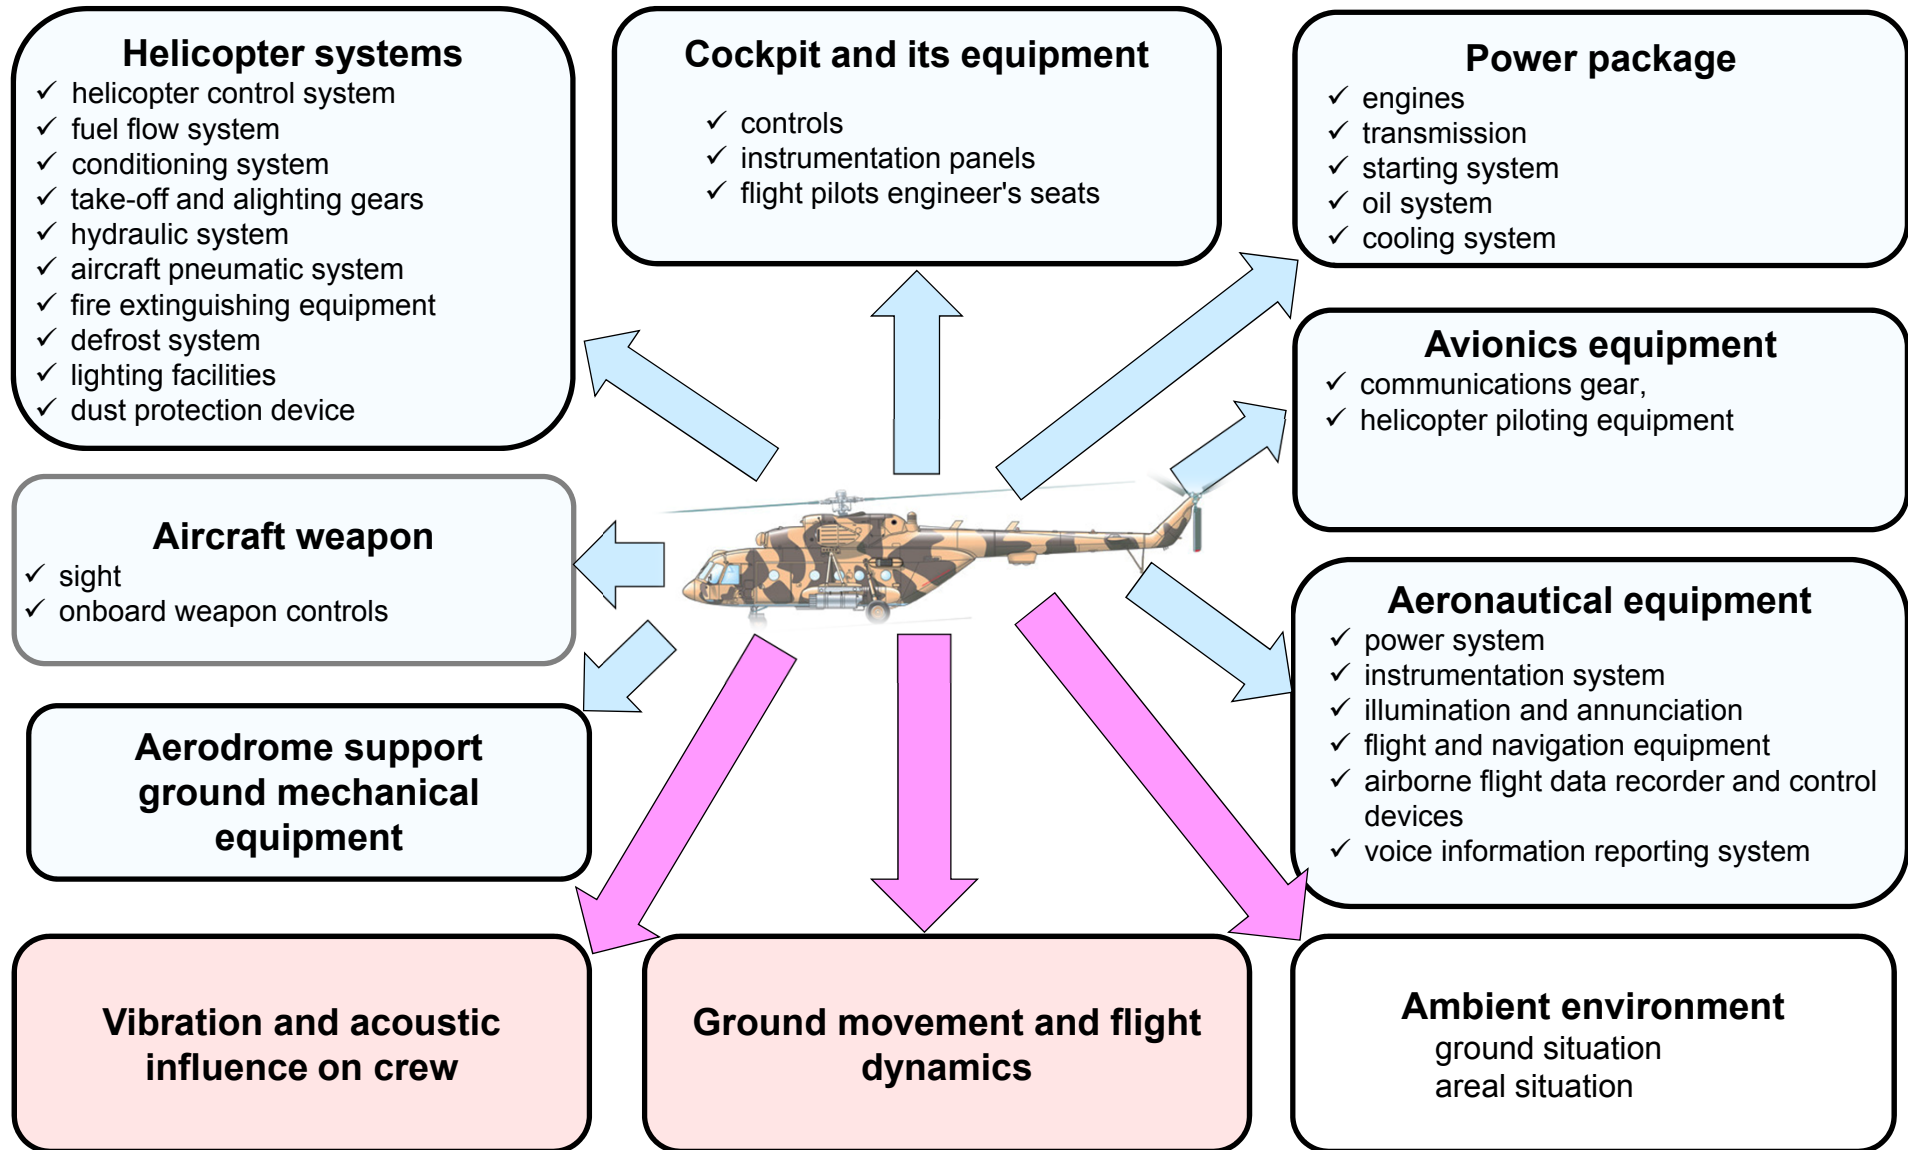 Helicopter systems
✓ helicopter control system
✓ fuel flow system
✓ conditioning system
✓ take-off and alighting gears
✓ hydraulic system
✓ aircraft pneumatic system
✓ fire extinguishing equipment
✓ defrost system
✓ lighting facilities
✓ dust protection device
Cockpit and its equipment
✓ controls
✓ instrumentation panels
✓ flight pilots engineer's seats
Power package
✓ engines
✓ transmission
✓ starting system
✓ oil system
✓ cooling system
Avionics equipment
✓ communications gear,
✓ helicopter piloting equipment
Aircraft weapon
✓ sight
✓ onboard weapon controls
Aeronautical equipment
✓ power system
✓ instrumentation system
✓ illumination and annunciation
✓ flight and navigation equipment
✓ airborne flight data recorder and control
devices
✓ voice information reporting system
Aerodrome support
ground mechanical
equipment
Vibration and acoustic
influence on crew
Ground movement and flight
dynamics
Ambient environment
ground situation
areal situation